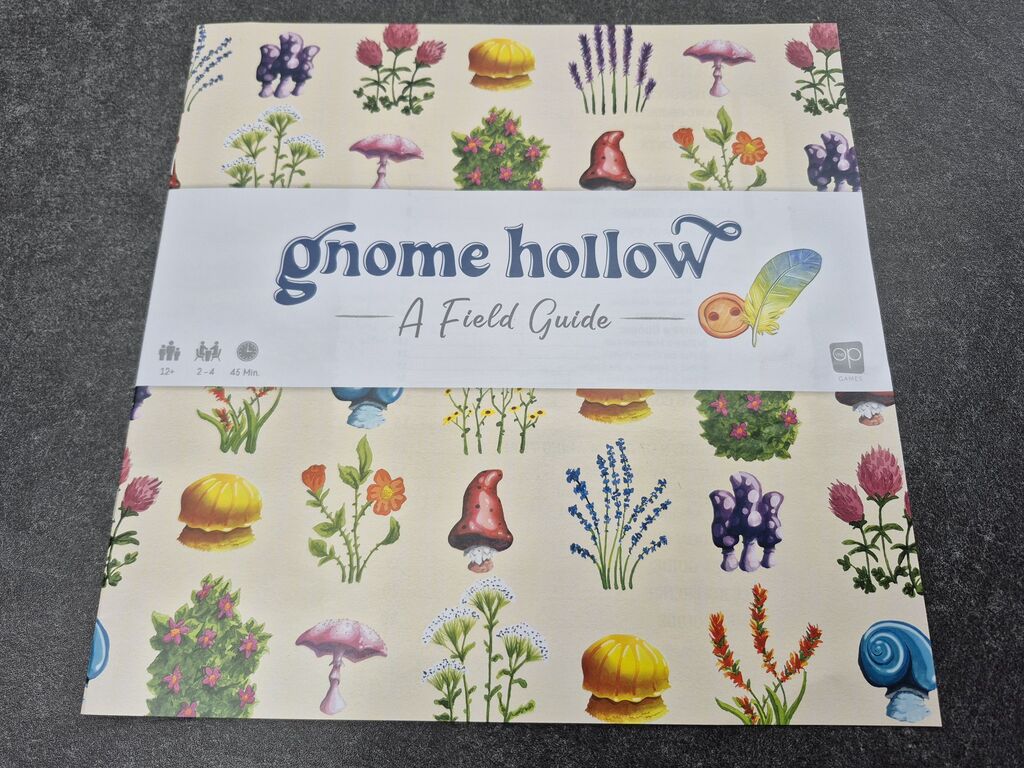 gnome hollow
A Field Guide
12+ 2-4 45 Min.
op
GAMES